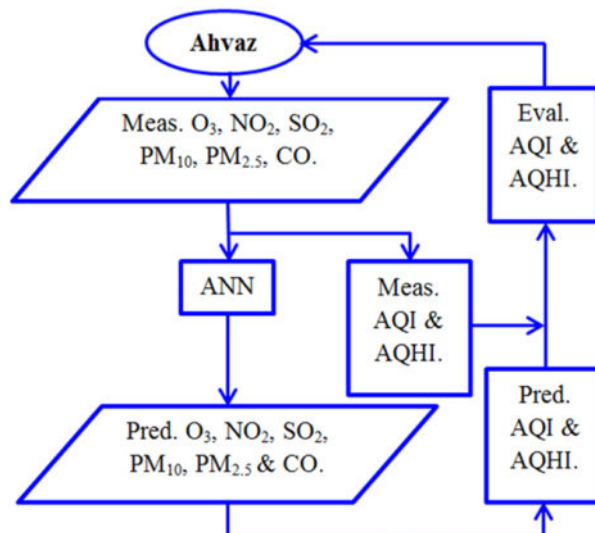 Ahvaz
Meas. O₃, NO₂, SO₂,
PM₁₀, PM₂.₅, CO.
Eval.
AQI &
AQHI.
ANN
Meas.
AQI &
AQHI.
Pred. O₃, NO₂, SO₂,
PM₁₀, PM₂.₅ & CO.
Pred.
AQI &
AQHI.